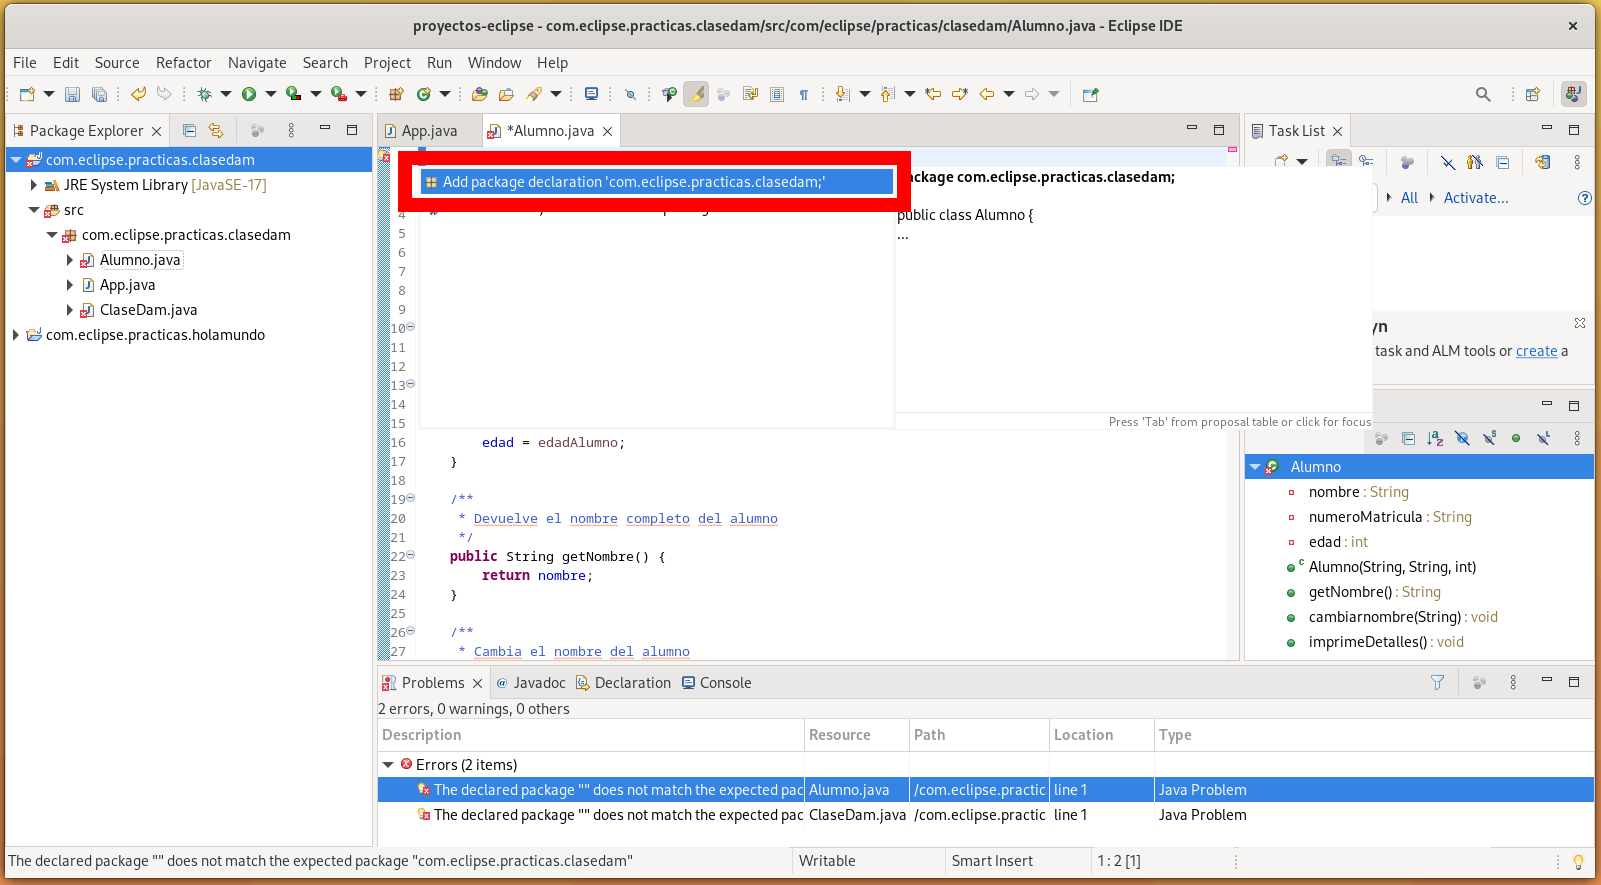 proyectos-eclipse - com.eclipse.practicas.clasedam/src/com/eclipse/practicas/clasedam/Alumno.java - Eclipse IDE
File Edit Source Refactor Navigate Search Project Run Window Help
Package Explorer
com.eclipse.practicas.clasedam
JRE System Library [JavaSE-17]
src
com.eclipse.practicas.clasedam
Alumno.java
App.java
ClaseDam.java
com.eclipse.practicas.holamundo
App.java
*Alumno.java
Add package declaration 'com.eclipse.practicas.clasedam;'
ackage com.eclipse.practicas.clasedam;
public class Alumno {
...
Press 'Tab' from proposal table or click for focus
4
5
6
7
8
9
10
11
12
13
14
15
16 edad = edadAlumno;
17 }
18
19 /**
20 * Devuelve el nombre completo del alumno
21 */
22 public String getNombre() {
23 return nombre;
24 }
25
26 /**
27 * Cambia el nombre del alumno
Task List
All Activate...
yn
task and ALM tools or create a
Alumno
nombre : String
numeroMatricula : String
edad : int
Alumno(String, String, int)
getNombre() : String
cambiarnombre(String) : void
imprimeDetalles() : void
Problems
Javadoc
Declaration
Console
2 errors, 0 warnings, 0 others
Description Resource Path Location Type
Errors (2 items)
The declared package "" does not match the expected pac Alumno.java /com.eclipse.practic line 1 Java Problem
The declared package "" does not match the expected pac ClaseDam.java /com.eclipse.practic line 1 Java Problem
The declared package "" does not match the expected package "com.eclipse.practicas.clasedam" Writable Smart Insert 1 : 2 [1]